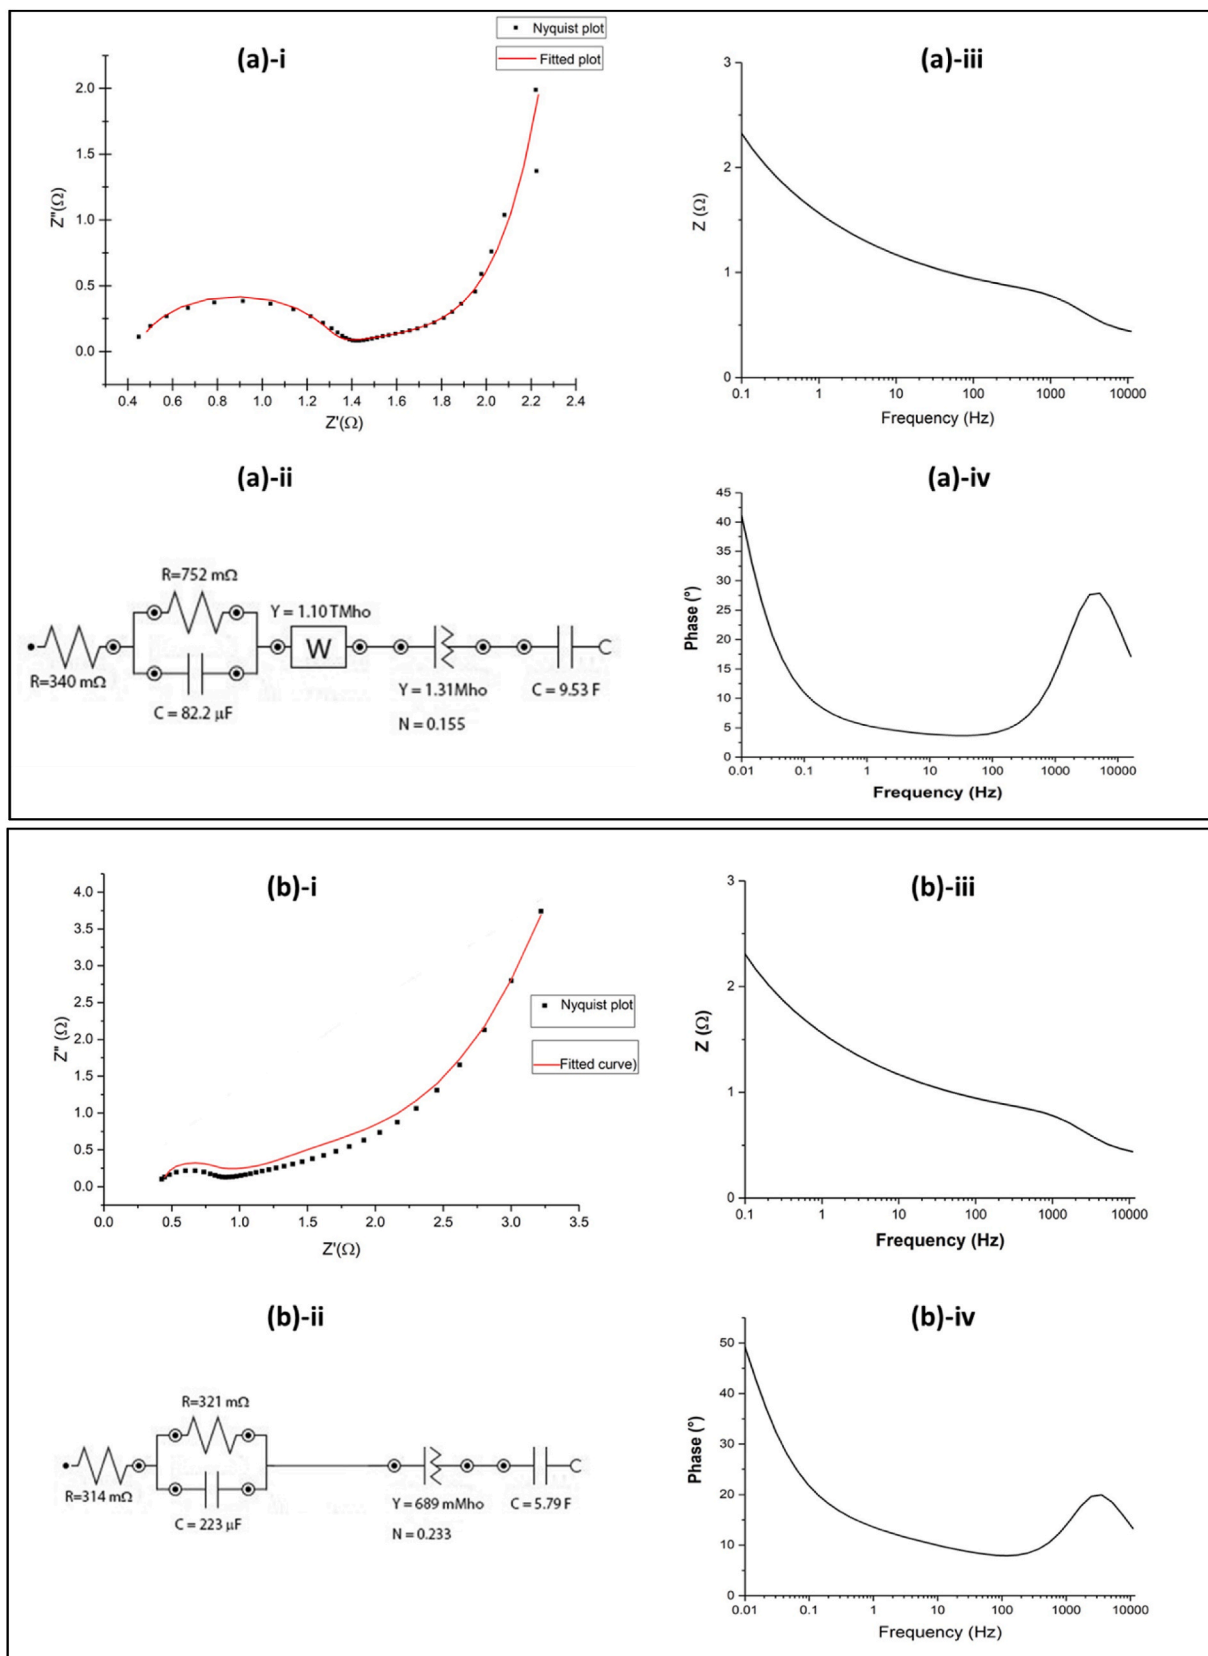 Nyquist plot
Fitted plot
(a)-i
2.0
1.5
1.0
0.5
0.0
Z"(Ω)
0.4 0.6 0.8 1.0 1.2 1.4 1.6 1.8 2.0 2.2 2.4
Z'(Ω)
(a)-iii
3
2
1
0
Z (Ω)
0.1 1 10 100 1000 10000
Frequency (Hz)
(a)-ii
R=752 mΩ
Y = 1.10 TMho
W
R=340 mΩ
C = 82.2 µF
Y = 1.31Mho
N = 0.155
C = 9.53 F
(a)-iv
45
40
35
30
25
20
15
10
5
0
Phase (°)
0.01 0.1 1 10 100 1000 10000
Frequency (Hz)
(b)-i
4.0
3.5
3.0
2.5
2.0
1.5
1.0
0.5
0.0
Z" (Ω)
Nyquist plot
Fitted curve)
0.0 0.5 1.0 1.5 2.0 2.5 3.0 3.5
Z'(Ω)
(b)-iii
3
2
1
0
Z (Ω)
0.1 1 10 100 1000 10000
Frequency (Hz)
(b)-ii
R=321 mΩ
R=314 mΩ
C = 223 µF
Y = 689 mMho
N = 0.233
C = 5.79 F
(b)-iv
50
40
30
20
10
0
Phase (°)
0.01 0.1 1 10 100 1000 10000
Frequency (Hz)